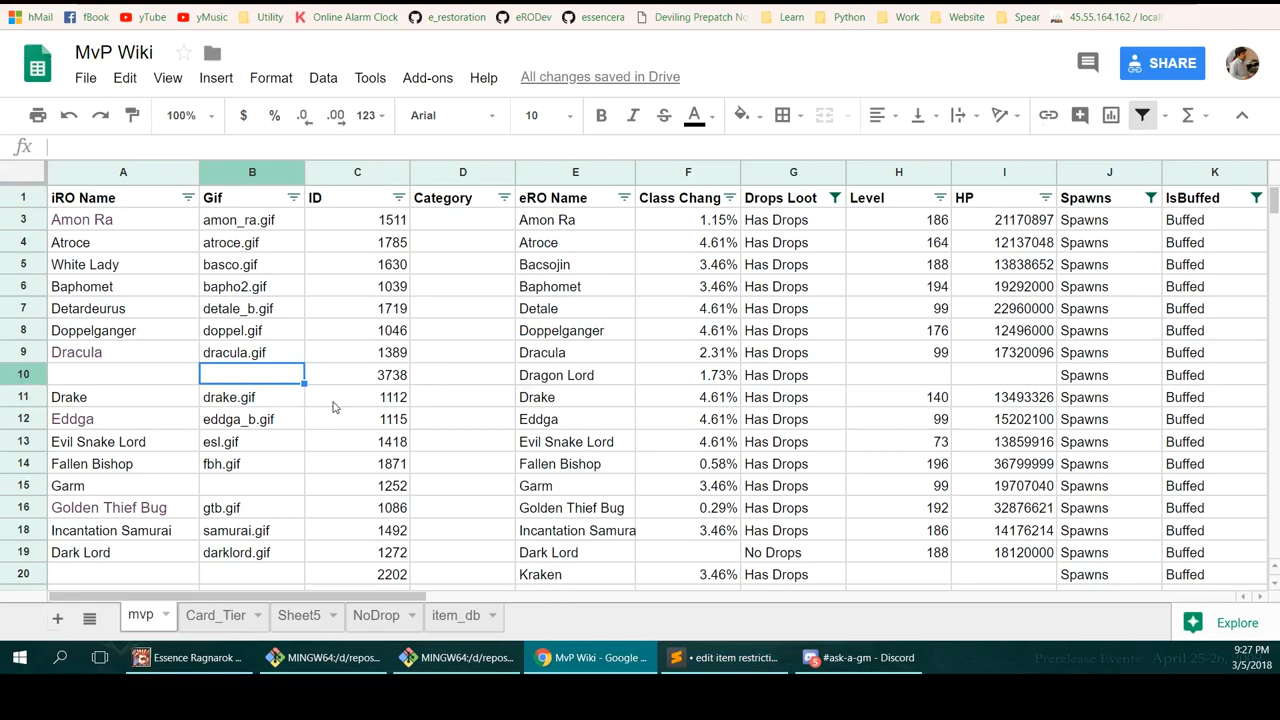 hMail fBook yTube yMusic Utility Online Alarm Clock e_restoration eRODev essencera Deviling Prepatch No Learn Python Work Website Spear 45.55.164.162 / local
MvP Wiki
File Edit View Insert Format Data Tools Add-ons Help All changes saved in Drive
SHARE
100% $ % .0 .00 123 Arial 10 B I S A Σ
fx
A B C D E F G H I J K
1 iRO Name Gif ID Category eRO Name Class Chang Drops Loot Level HP Spawns IsBuffed
3 Amon Ra amon_ra.gif 1511 Amon Ra 1.15% Has Drops 186 21170897 Spawns Buffed
4 Atroce atroce.gif 1785 Atroce 4.61% Has Drops 164 12137048 Spawns Buffed
5 White Lady basco.gif 1630 Bacsojin 3.46% Has Drops 188 13838652 Spawns Buffed
6 Baphomet bapho2.gif 1039 Baphomet 3.46% Has Drops 194 19292000 Spawns Buffed
7 Detardeurus detale_b.gif 1719 Detale 4.61% Has Drops 99 22960000 Spawns Buffed
8 Doppelganger doppel.gif 1046 Doppelganger 4.61% Has Drops 176 12496000 Spawns Buffed
9 Dracula dracula.gif 1389 Dracula 2.31% Has Drops 99 17320096 Spawns Buffed
10 3738 Dragon Lord 1.73% Has Drops Spawns Buffed
11 Drake drake.gif 1112 Drake 4.61% Has Drops 140 13493326 Spawns Buffed
12 Eddga eddga_b.gif 1115 Eddga 4.61% Has Drops 99 15202100 Spawns Buffed
13 Evil Snake Lord esl.gif 1418 Evil Snake Lord 4.61% Has Drops 73 13859916 Spawns Buffed
14 Fallen Bishop fbh.gif 1871 Fallen Bishop 0.58% Has Drops 196 36799999 Spawns Buffed
15 Garm 1252 Garm 3.46% Has Drops 99 19707040 Spawns Buffed
16 Golden Thief Bug gtb.gif 1086 Golden Thief Bug 0.29% Has Drops 192 32876621 Spawns Buffed
18 Incantation Samurai samurai.gif 1492 Incantation Samura 3.46% Has Drops 186 14176214 Spawns Buffed
19 Dark Lord darklord.gif 1272 Dark Lord No Drops 188 18120000 Spawns Buffed
20 2202 Kraken 3.46% Has Drops Spawns Buffed
mvp Card_Tier Sheet5 NoDrop item_db Explore
Essence Ragnarok ... MINGW64:/d/repos... MINGW64:/d/repos... MvP Wiki - Google ... • edit item restricti... 5 #ask-a-gm - Discord Prerelease Events: April 25-26, 9:27 PM
3/5/2018